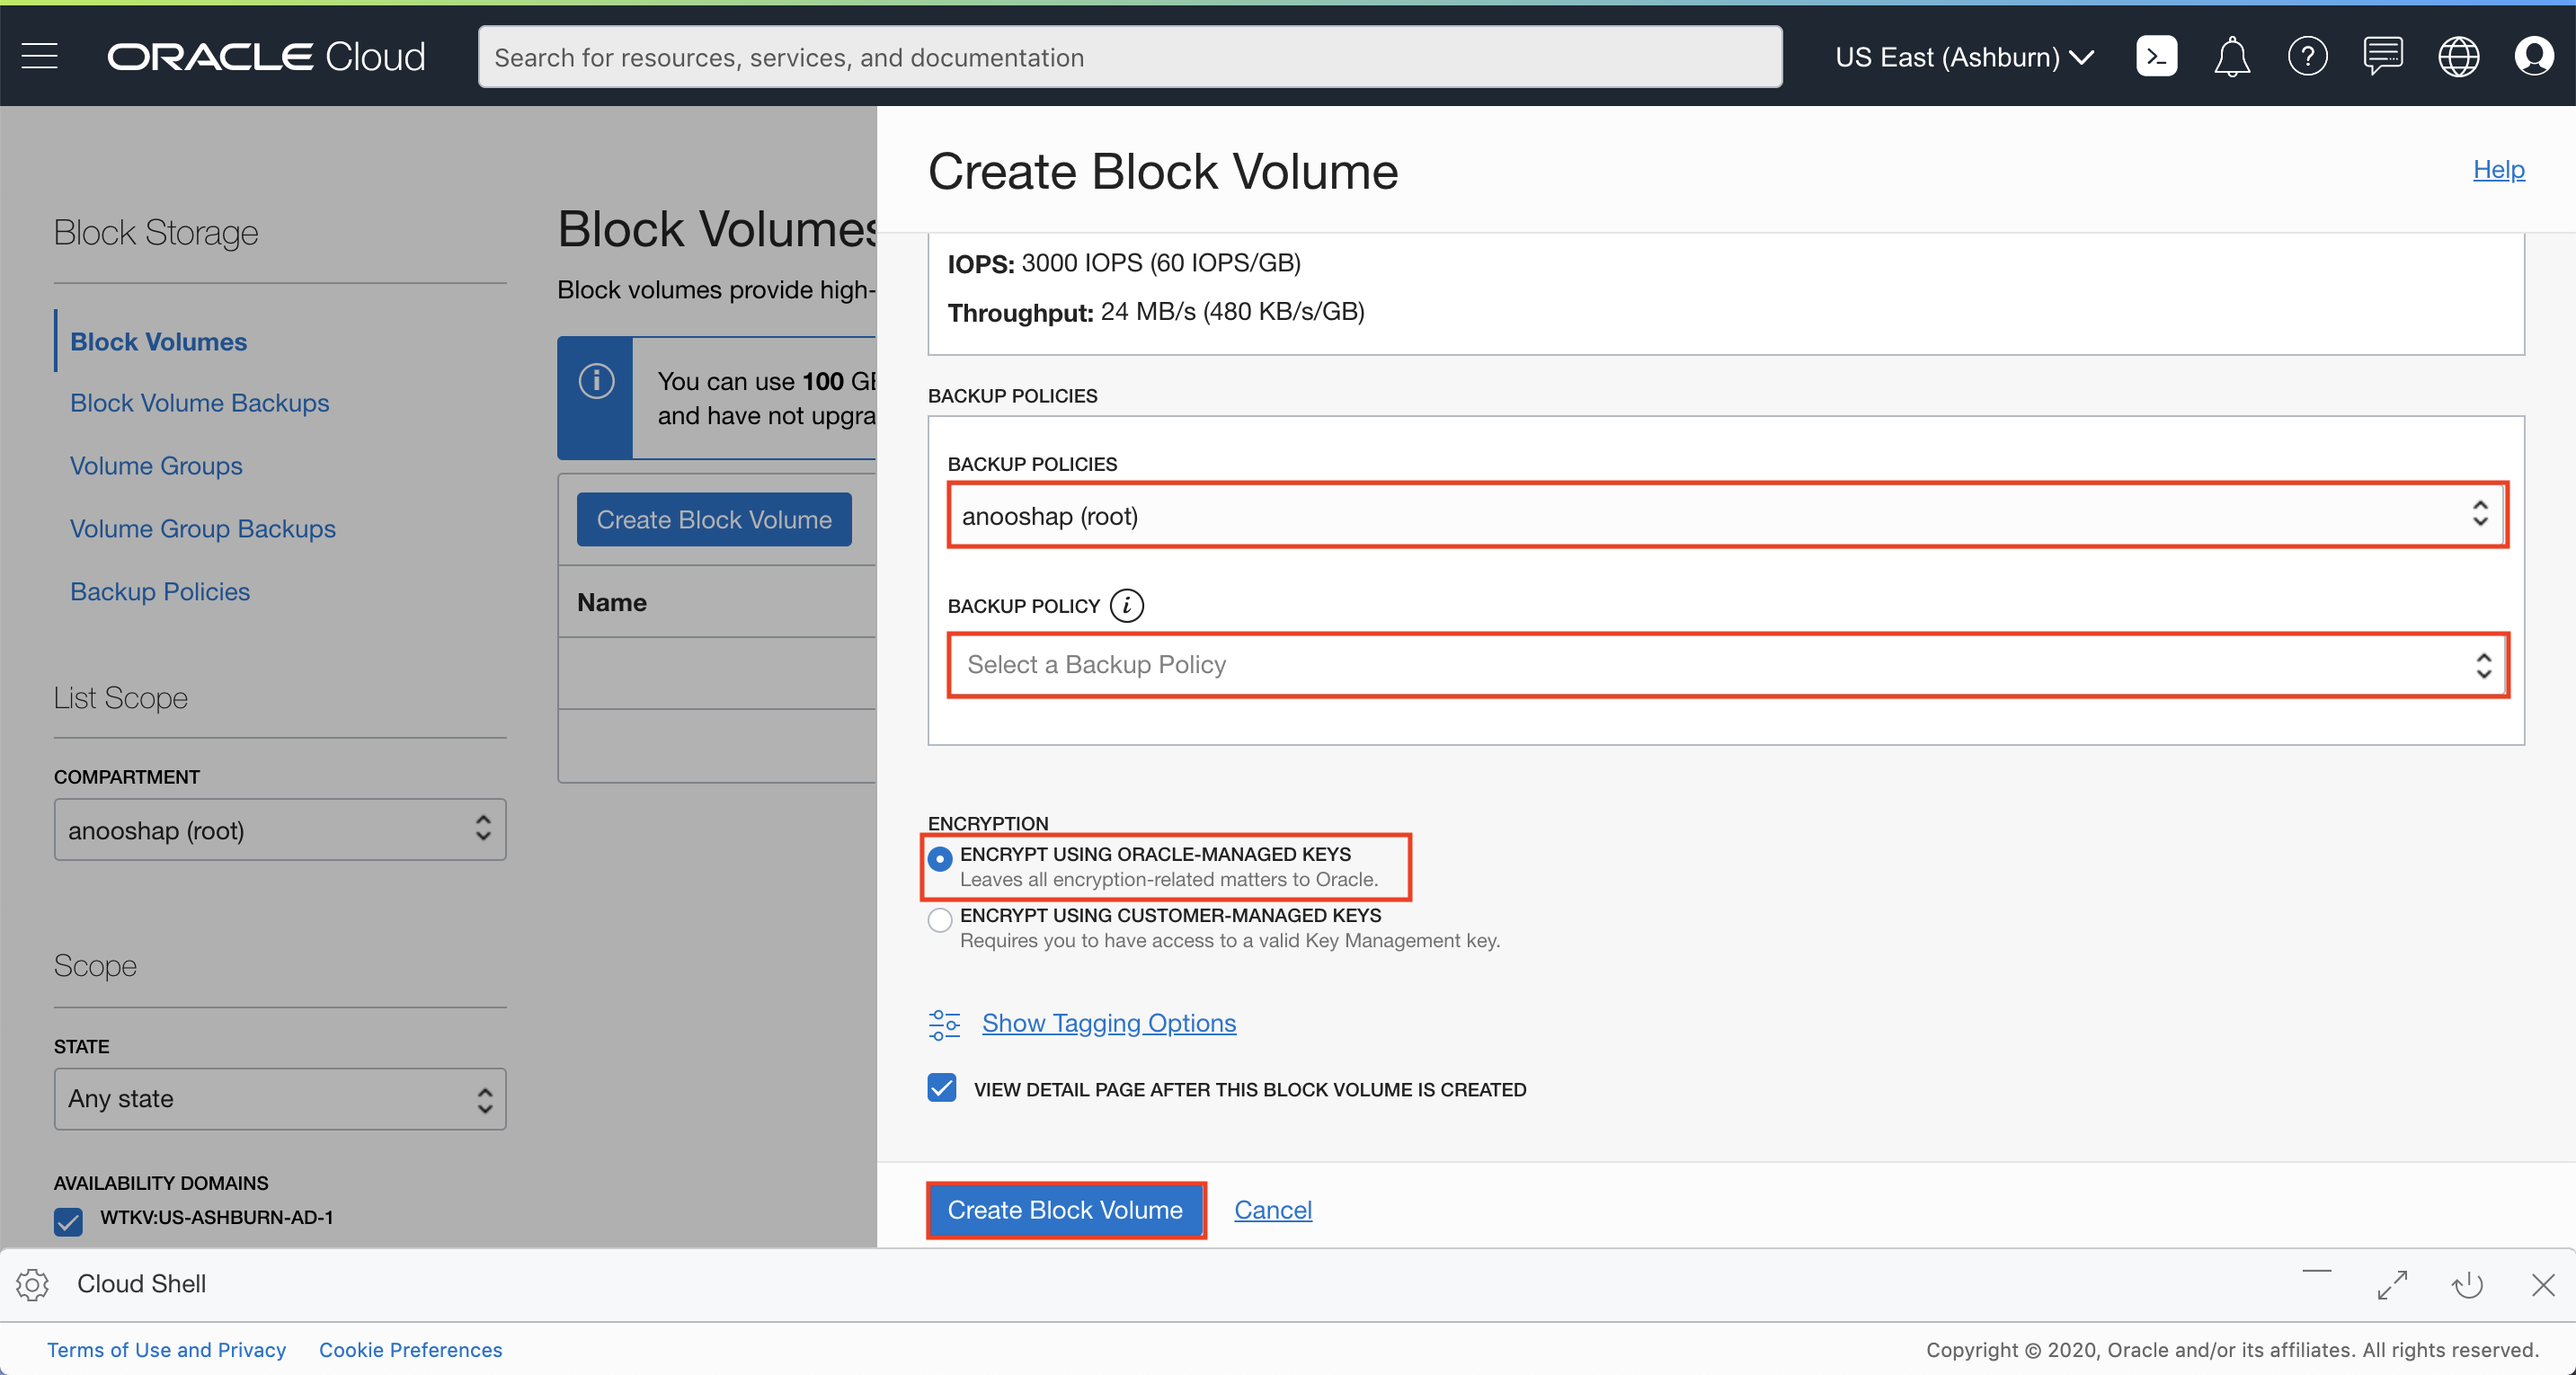 ORACLE Cloud
Search for resources, services, and documentation
US East (Ashburn)
Block Storage
Block Volumes
Block Volume Backups
Volume Groups
Volume Group Backups
Backup Policies
List Scope
COMPARTMENT
anooshap (root)
Scope
STATE
Any state
AVAILABILITY DOMAINS
WTKV:US-ASHBURN-AD-1
Block Volumes
Block volumes provide high-
You can use 100 GB
and have not upgra
Create Block Volume
Name
Create Block Volume
Help
IOPS: 3000 IOPS (60 IOPS/GB)
Throughput: 24 MB/s (480 KB/s/GB)
BACKUP POLICIES
BACKUP POLICIES
anooshap (root)
BACKUP POLICY
Select a Backup Policy
ENCRYPTION
ENCRYPT USING ORACLE-MANAGED KEYS
Leaves all encryption-related matters to Oracle.
ENCRYPT USING CUSTOMER-MANAGED KEYS
Requires you to have access to a valid Key Management key.
Show Tagging Options
VIEW DETAIL PAGE AFTER THIS BLOCK VOLUME IS CREATED
Create Block Volume
Cancel
Cloud Shell
Terms of Use and Privacy
Cookie Preferences
Copyright © 2020, Oracle and/or its affiliates. All rights reserved.